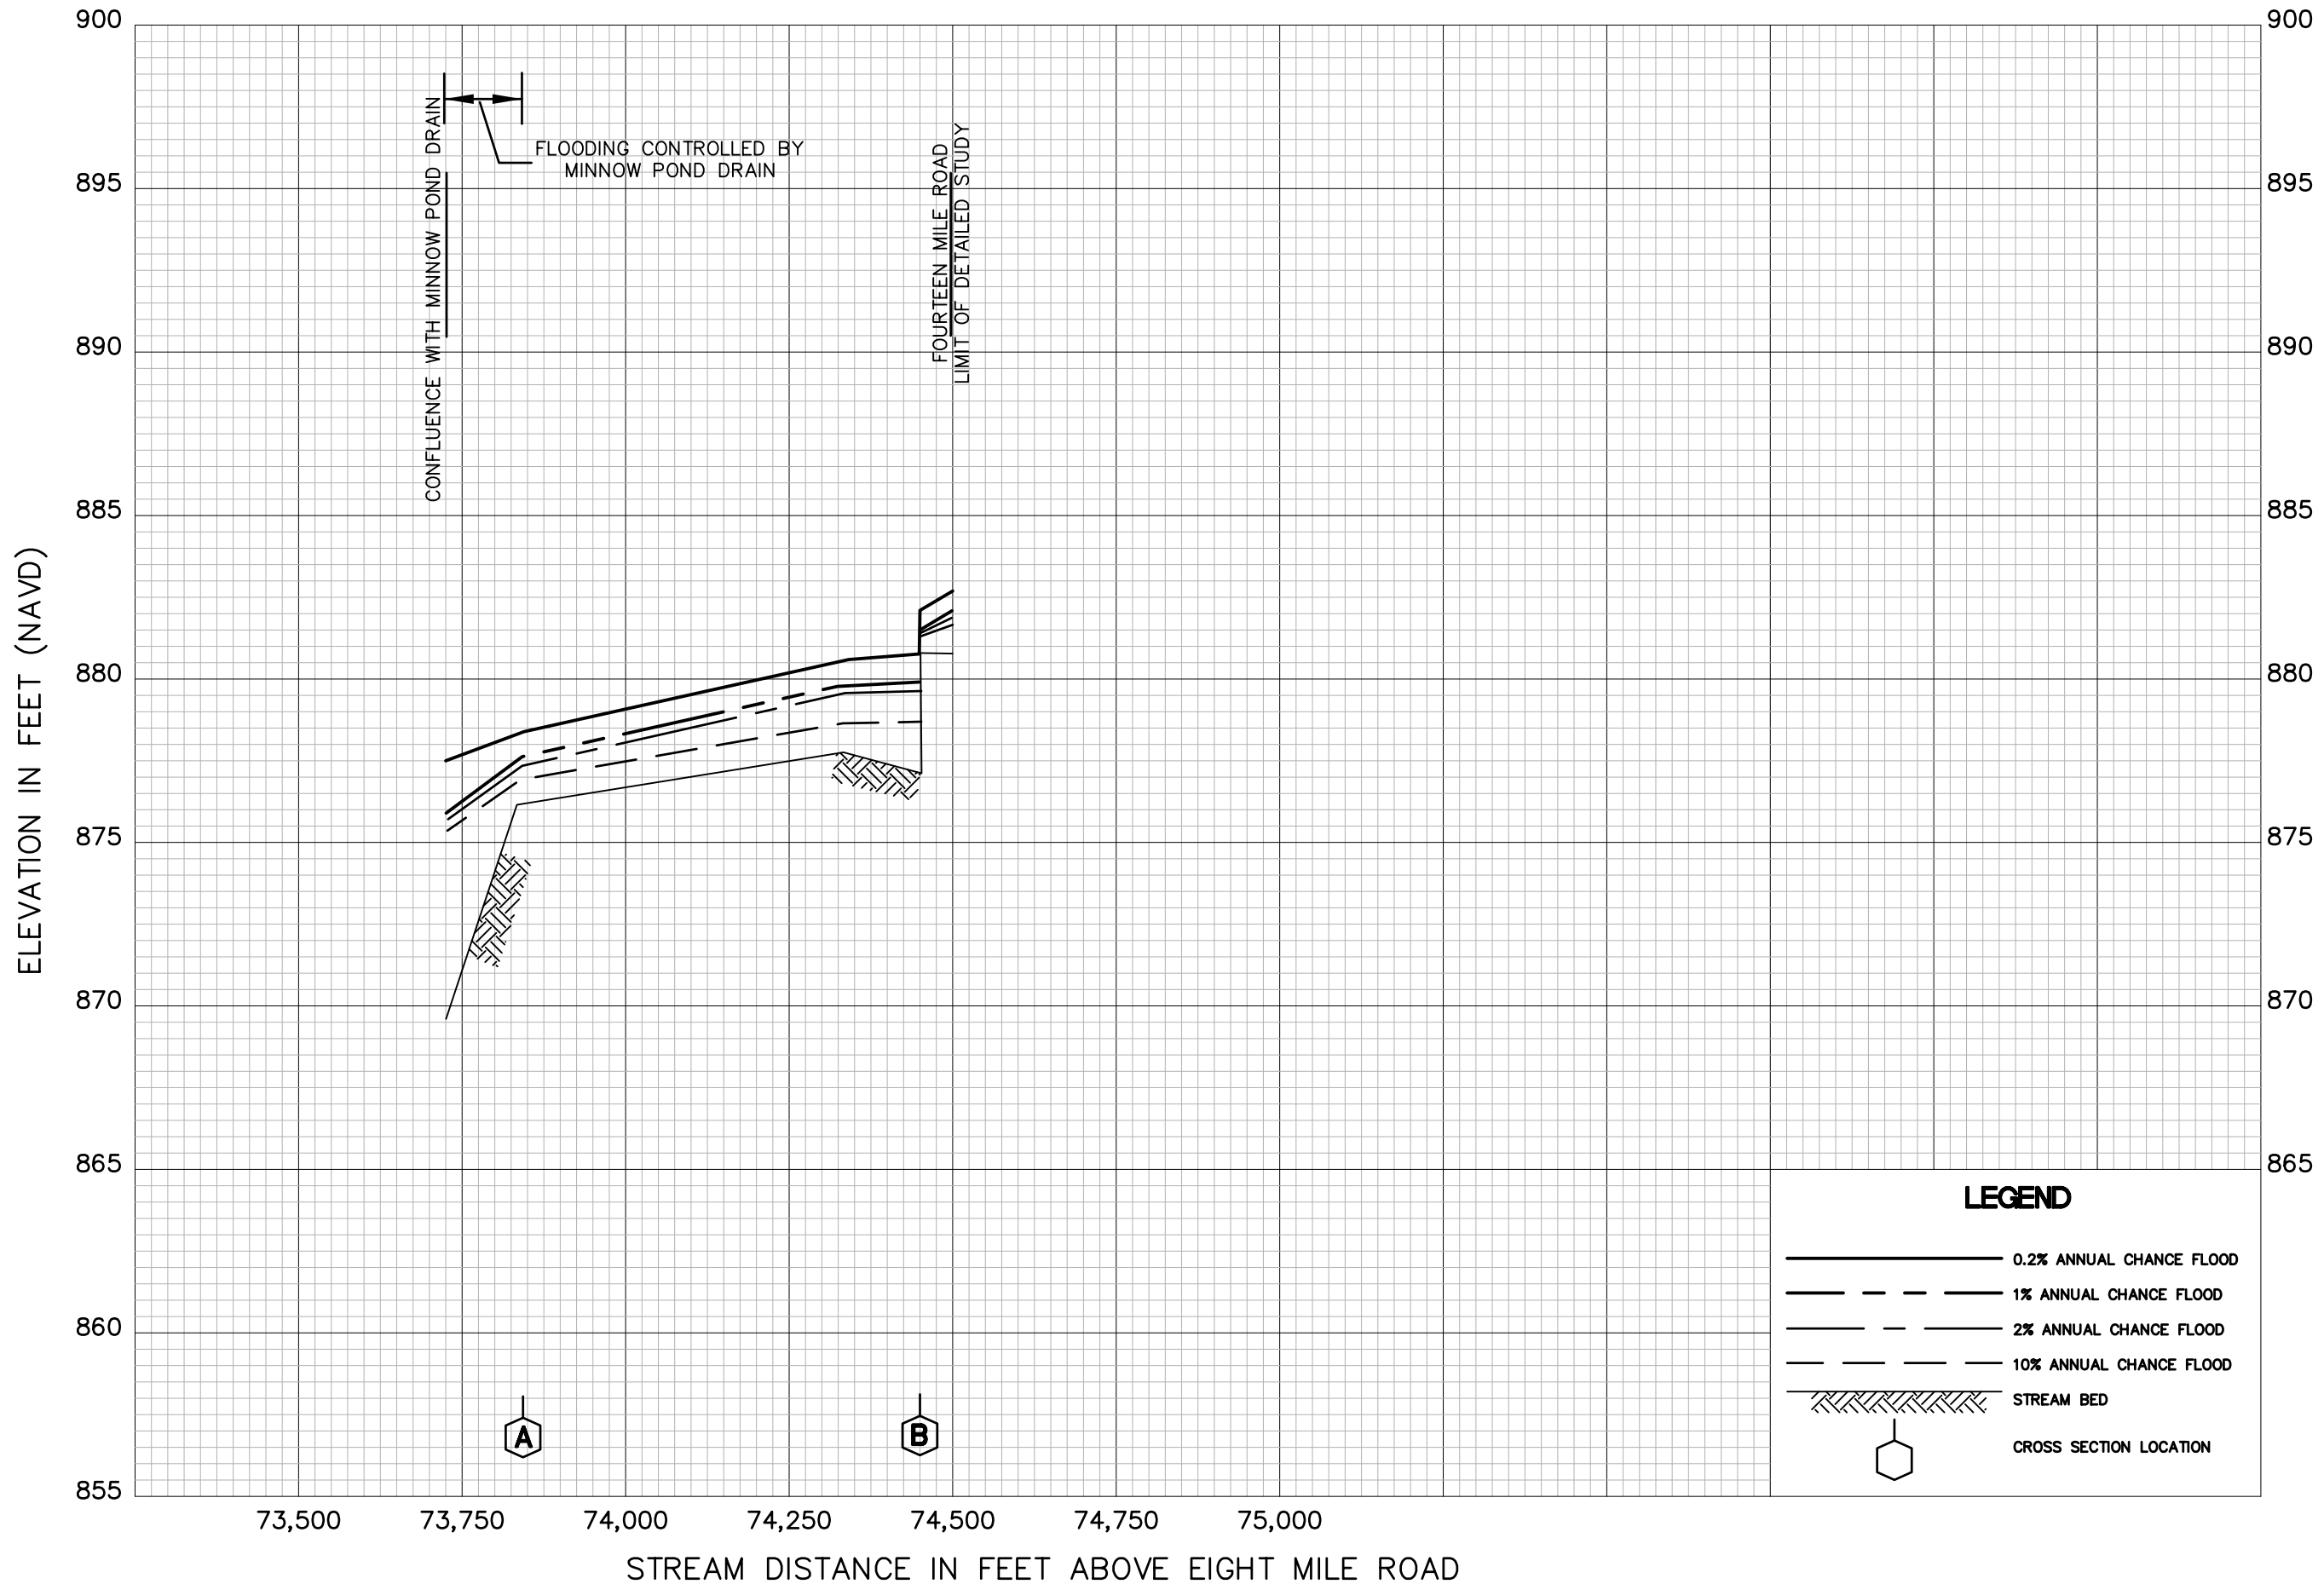 900
895
890
885
880
875
870
865
860
855
ELEVATION IN FEET (NAVD)
CONFLUENCE WITH MINNOW POND DRAIN
FLOODING CONTROLLED BY
MINNOW POND DRAIN
FOURTEEN MILE ROAD
LIMIT OF DETAILED STUDY
900
895
890
885
880
875
870
865
LEGEND
0.2% ANNUAL CHANCE FLOOD
1% ANNUAL CHANCE FLOOD
2% ANNUAL CHANCE FLOOD
10% ANNUAL CHANCE FLOOD
STREAM BED
CROSS SECTION LOCATION
A
B
73,500
73,750
74,000
74,250
74,500
74,750
75,000
STREAM DISTANCE IN FEET ABOVE EIGHT MILE ROAD